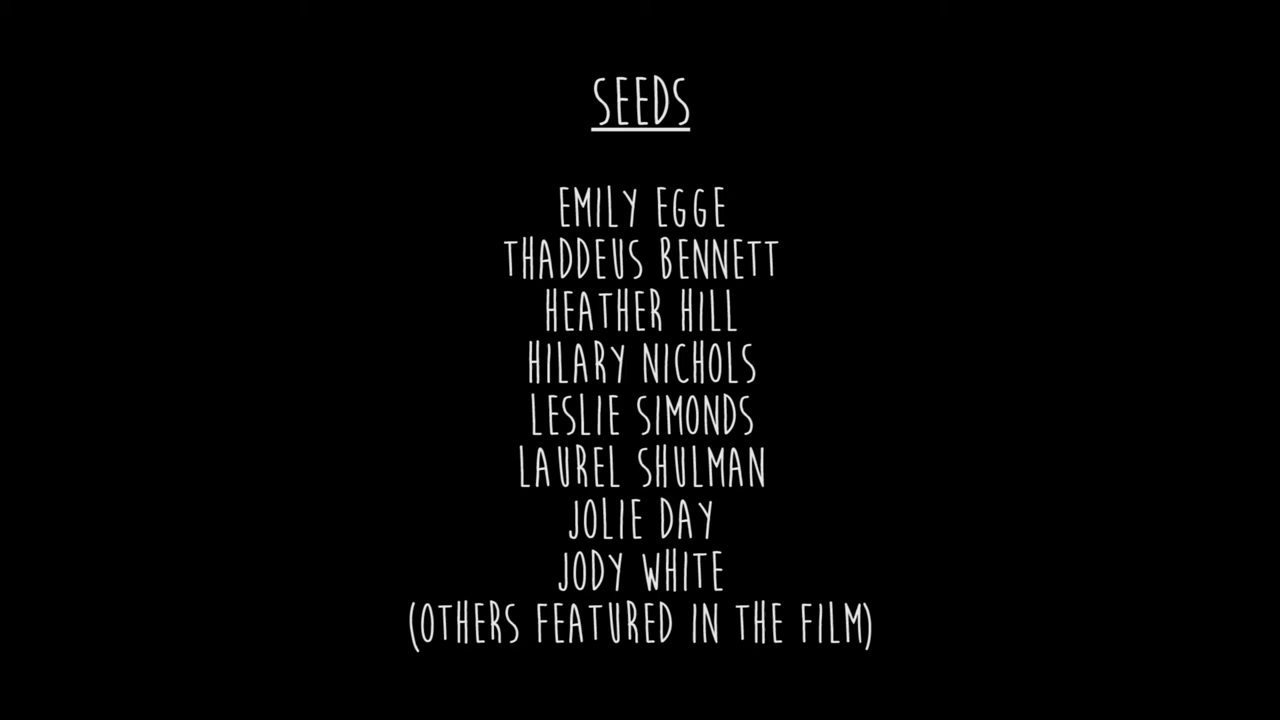 SEEDS
EMILY EGGE
THADDEUS BENNETT
HEATHER HILL
HILARY NICHOLS
LESLIE SIMONDS
LAUREL SHULMAN
JOLIE DAY
JODY WHITE
(OTHERS FEATURED IN THE FILM)